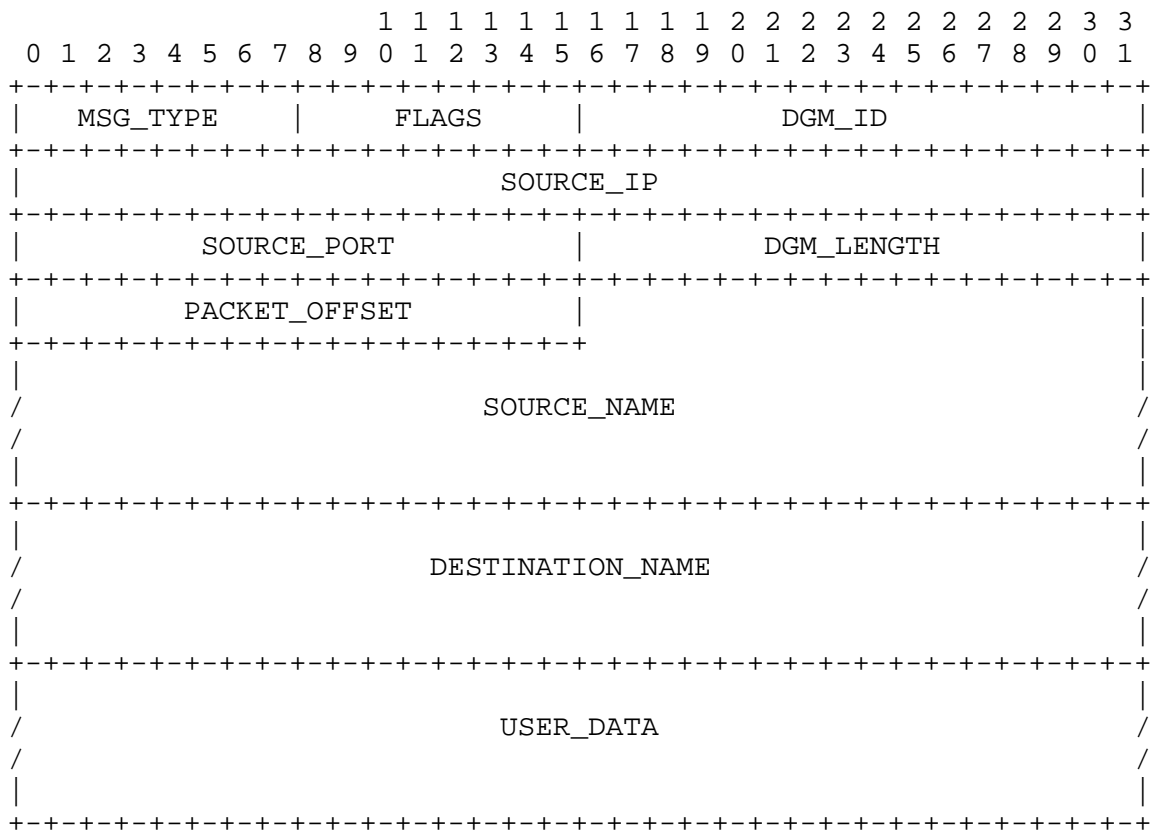 1 1 1 1 1 1 1 1 1 1 2 2 2 2 2 2 2 2 2 2 3 3
 0 1 2 3 4 5 6 7 8 9 0 1 2 3 4 5 6 7 8 9 0 1 2 3 4 5 6 7 8 9 0 1
+-+-+-+-+-+-+-+-+-+-+-+-+-+-+-+-+-+-+-+-+-+-+-+-+-+-+-+-+-+-+-+-+
|   MSG_TYPE    |     FLAGS     |           DGM_ID              |
+-+-+-+-+-+-+-+-+-+-+-+-+-+-+-+-+-+-+-+-+-+-+-+-+-+-+-+-+-+-+-+-+
|                           SOURCE_IP                           |
+-+-+-+-+-+-+-+-+-+-+-+-+-+-+-+-+-+-+-+-+-+-+-+-+-+-+-+-+-+-+-+-+
|          SOURCE_PORT          |          DGM_LENGTH           |
+-+-+-+-+-+-+-+-+-+-+-+-+-+-+-+-+-+-+-+-+-+-+-+-+-+-+-+-+-+-+-+-+
|         PACKET_OFFSET         |                               |
+-+-+-+-+-+-+-+-+-+-+-+-+-+-+-+-+                               |
|                                                               |
/                          SOURCE_NAME                          /
/                                                               /
|                                                               |
+-+-+-+-+-+-+-+-+-+-+-+-+-+-+-+-+-+-+-+-+-+-+-+-+-+-+-+-+-+-+-+-+
|                                                               |
/                       DESTINATION_NAME                        /
/                                                               /
|                                                               |
+-+-+-+-+-+-+-+-+-+-+-+-+-+-+-+-+-+-+-+-+-+-+-+-+-+-+-+-+-+-+-+-+
|                                                               |
/                           USER_DATA                           /
/                                                               /
|                                                               |
+-+-+-+-+-+-+-+-+-+-+-+-+-+-+-+-+-+-+-+-+-+-+-+-+-+-+-+-+-+-+-+-+